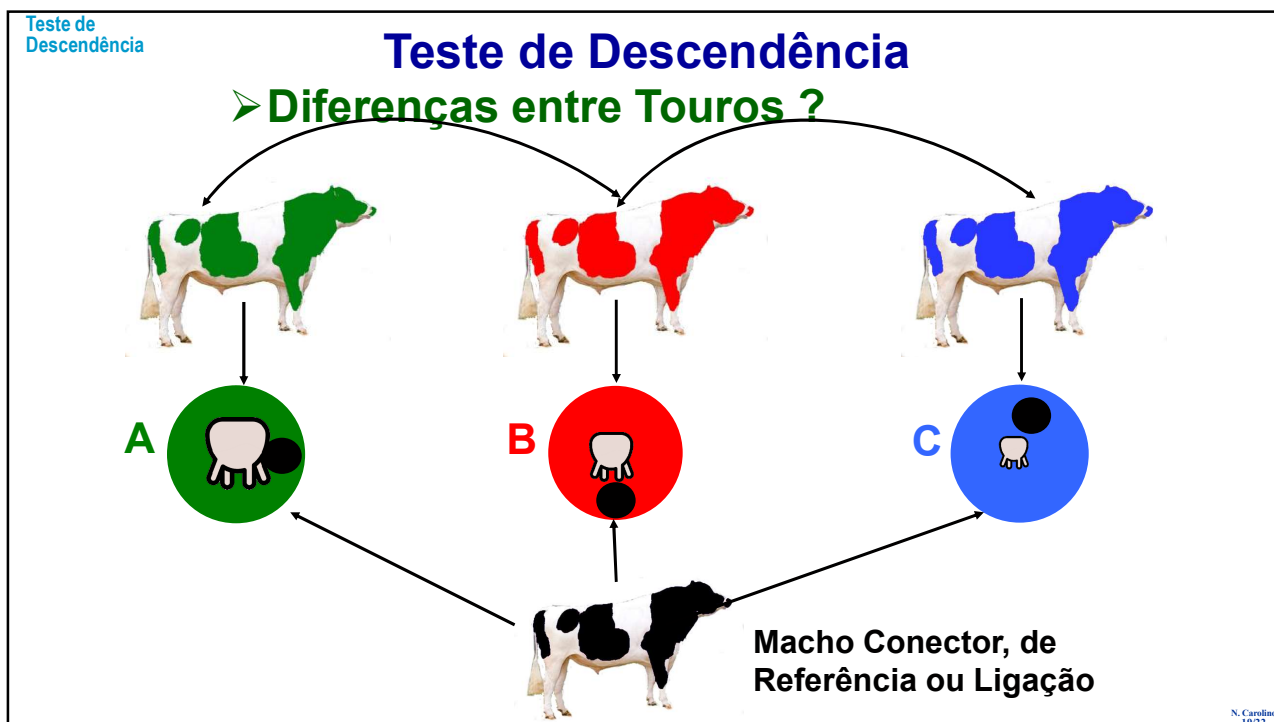 Teste de
Descendência
Teste de Descendência
➢Diferenças entre Touros ?
A
B
C
Macho Conector, de
Referência ou Ligação